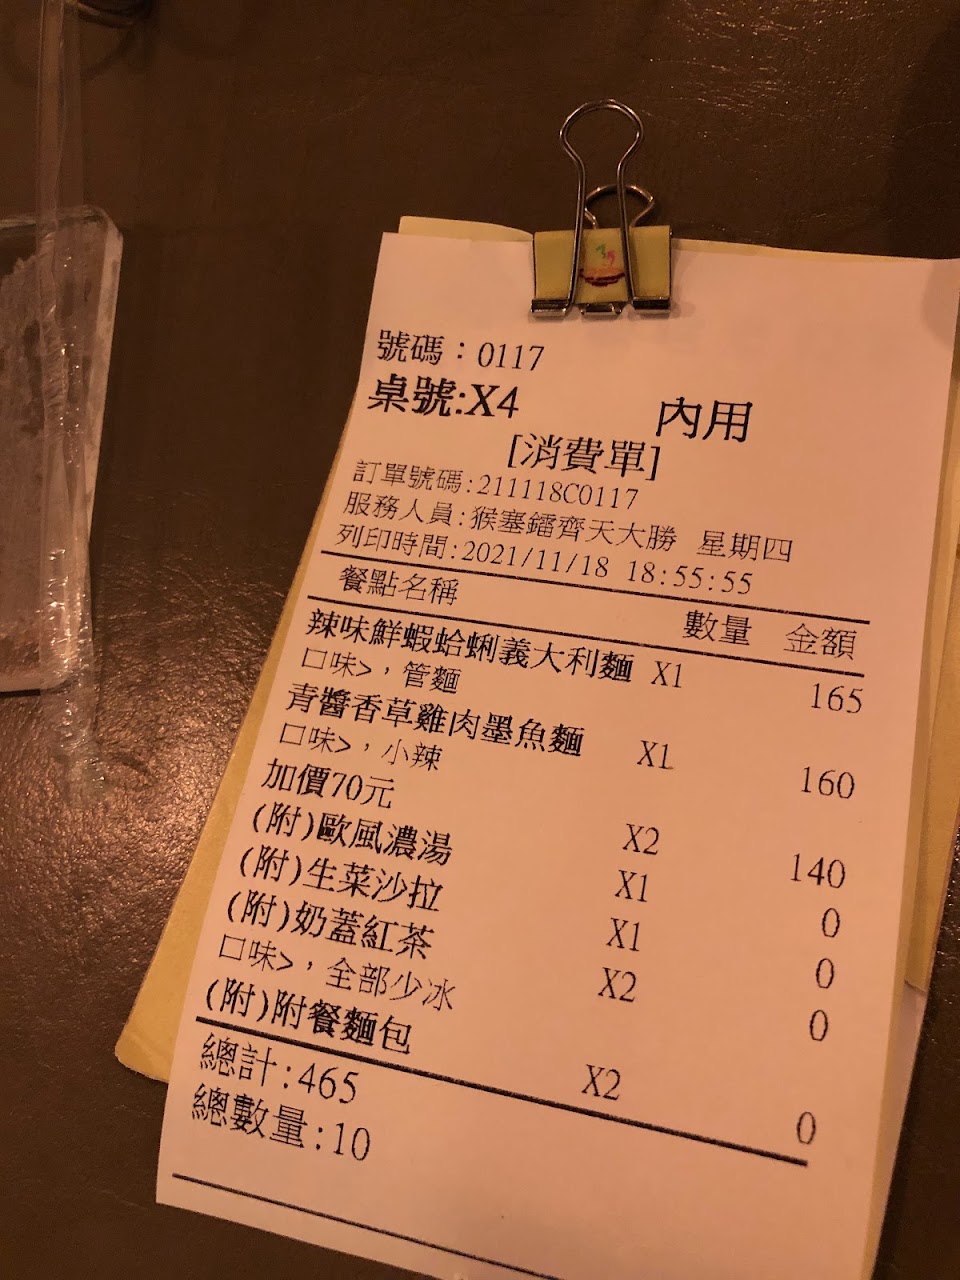 號碼：0117
桌號:X4 內用
[消費單]
訂單號碼:211118C0117
服務人員:猴塞鐳齊天大勝 星期四
列印時間:2021/11/18 18:55:55
餐點名稱 數量 金額
辣味鮮蝦蛤蜊義大利麵 X1 165
口味>，管麵
青醬香草雞肉墨魚麵 X1 160
口味>，小辣
加價70元 X2 140
(附)歐風濃湯 X1 0
(附)生菜沙拉 X1 0
(附)奶蓋紅茶 X2 0
口味>，全部少冰
(附)附餐麵包 X2 0
總計:465
總數量:10